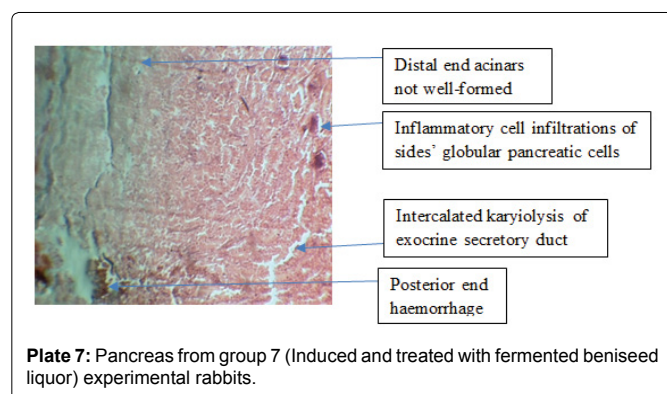 Distal end acinars
not well-formed
Inflammatory cell infiltrations of
sides' globular pancreatic cells
Intercalated karyiolysis of
exocrine secretory duct
Posterior end
haemorrhage
Plate 7: Pancreas from group 7 (Induced and treated with fermented beniseed
liquor) experimental rabbits.